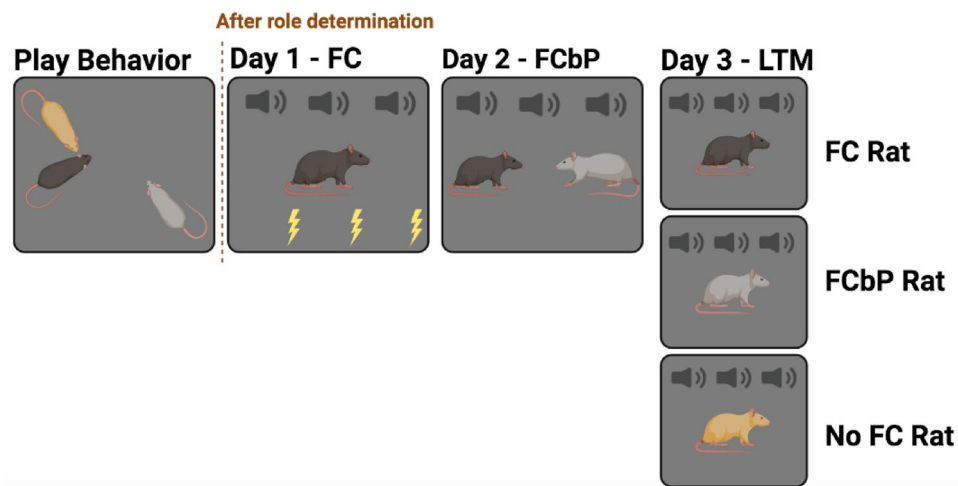 After role determination
Play Behavior
Day 1 - FC
Day 2 - FCbP
Day 3 - LTM
FC Rat
FCbP Rat
No FC Rat